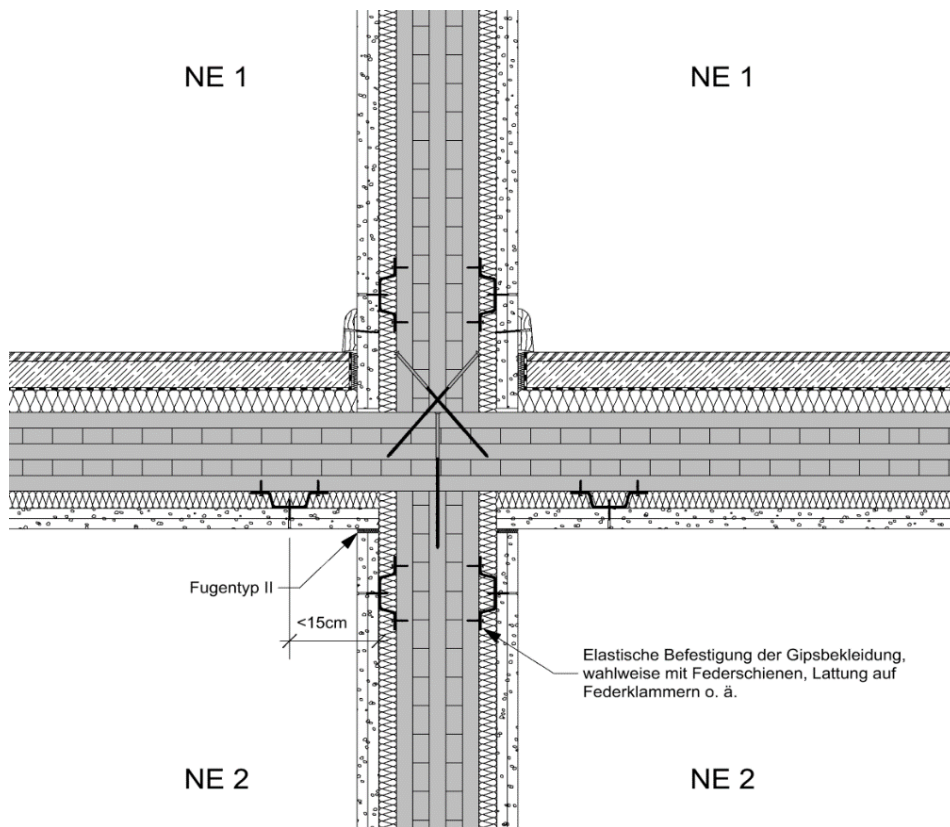 NE 1
NE 1
Fugentyp II
<15cm
Elastische Befestigung der Gipsbekleidung,
wahlweise mit Federschienen, Lattung auf
Federklammern o. ä.
NE 2
NE 2